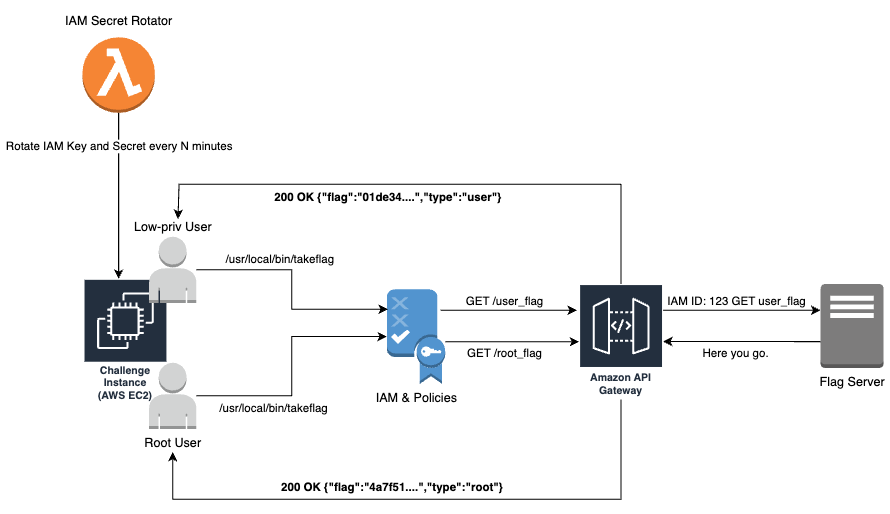 IAM Secret Rotator
Rotate IAM Key and Secret every N minutes
200 OK {"flag":"01de34....","type":"user"}
Low-priv User
/usr/local/bin/takeflag
GET /user_flag
IAM ID: 123 GET user_flag
</>
GET /root_flag
Here you go.
Challenge
Instance
(AWS EC2)
Amazon API
Gateway
Flag Server
IAM & Policies
/usr/local/bin/takeflag
Root User
200 OK {"flag":"4a7f51....","type":"root"}